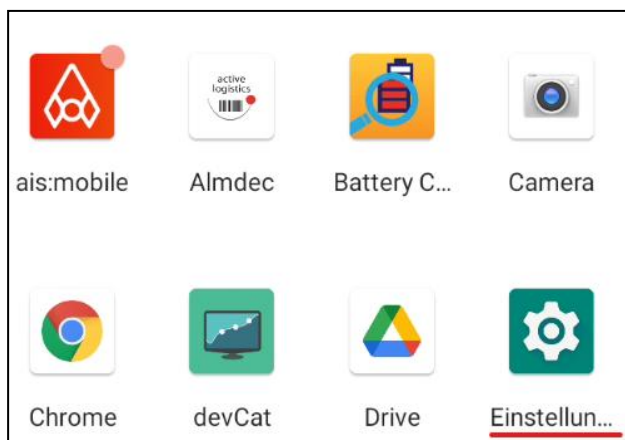 active
logistics
ais:mobile Almdec Battery C... Camera
Chrome devCat Drive Einstellun...